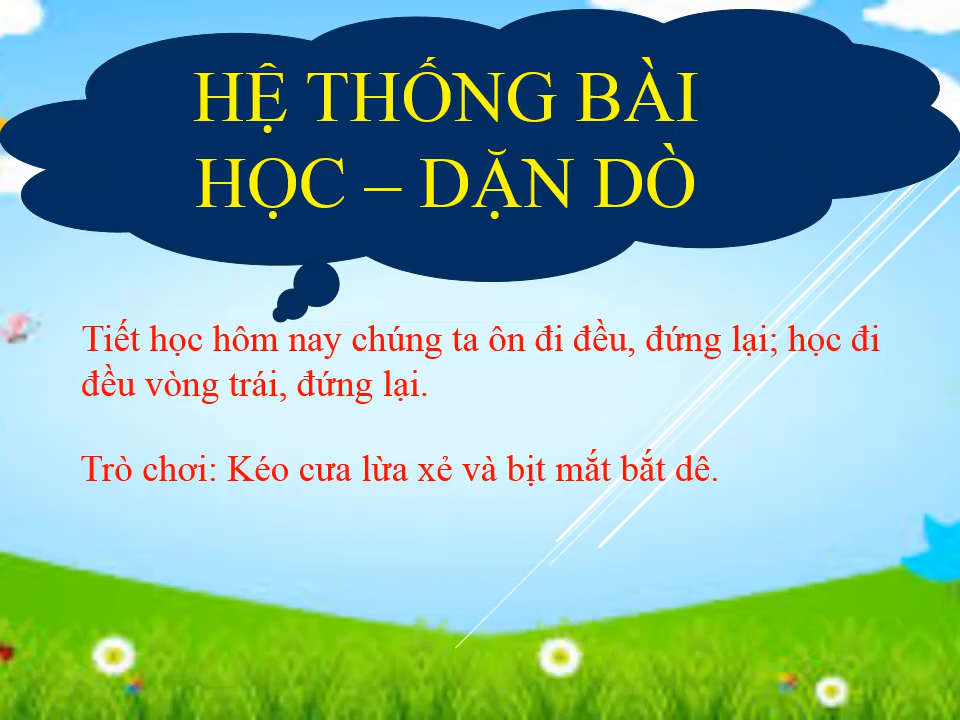 HỆ THỐNG BÀI
HỌC – DẶN DÒ
Tiết học hôm nay chúng ta ôn đi đều, đứng lại; học đi
đều vòng trái, đứng lại.
Trò chơi: Kéo cưa lừa xẻ và bịt mắt bắt dê.